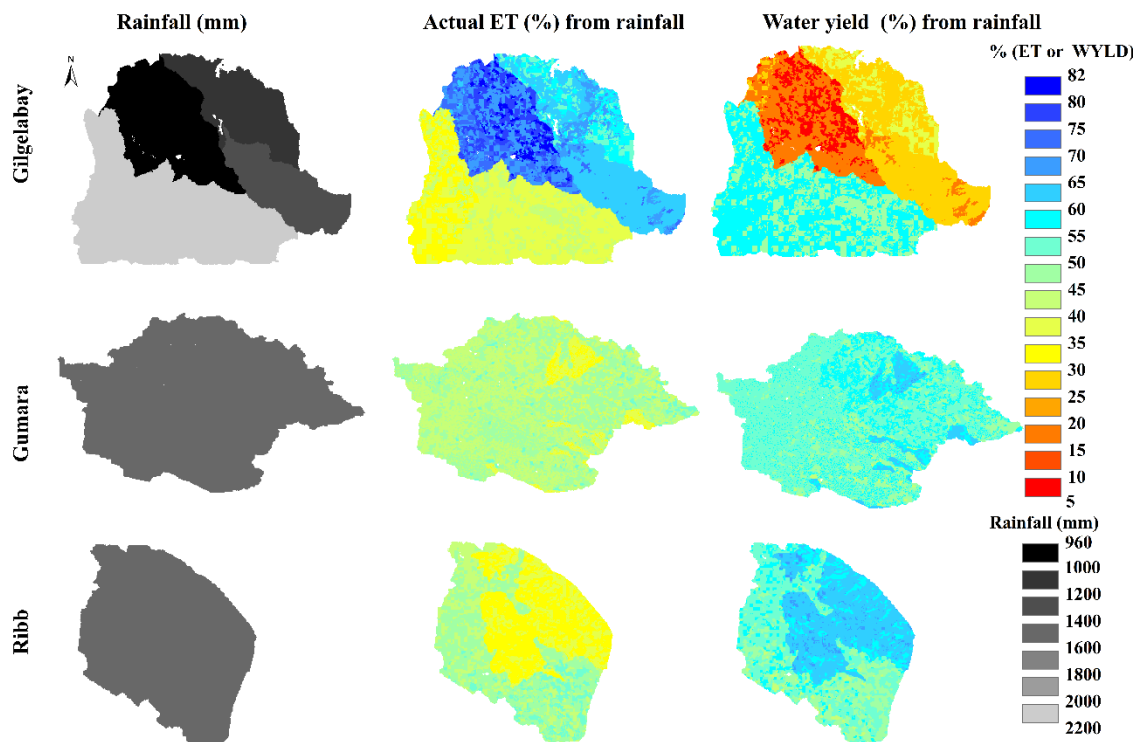 Rainfall (mm)
Actual ET (%) from rainfall
Water yield (%) from rainfall
N
Gilgelabay
% (ET or WYLD)
82
80
75
70
65
60
55
50
45
40
35
30
25
20
15
10
5
Gumara
Ribb
Rainfall (mm)
960
1000
1200
1400
1600
1800
2000
2200